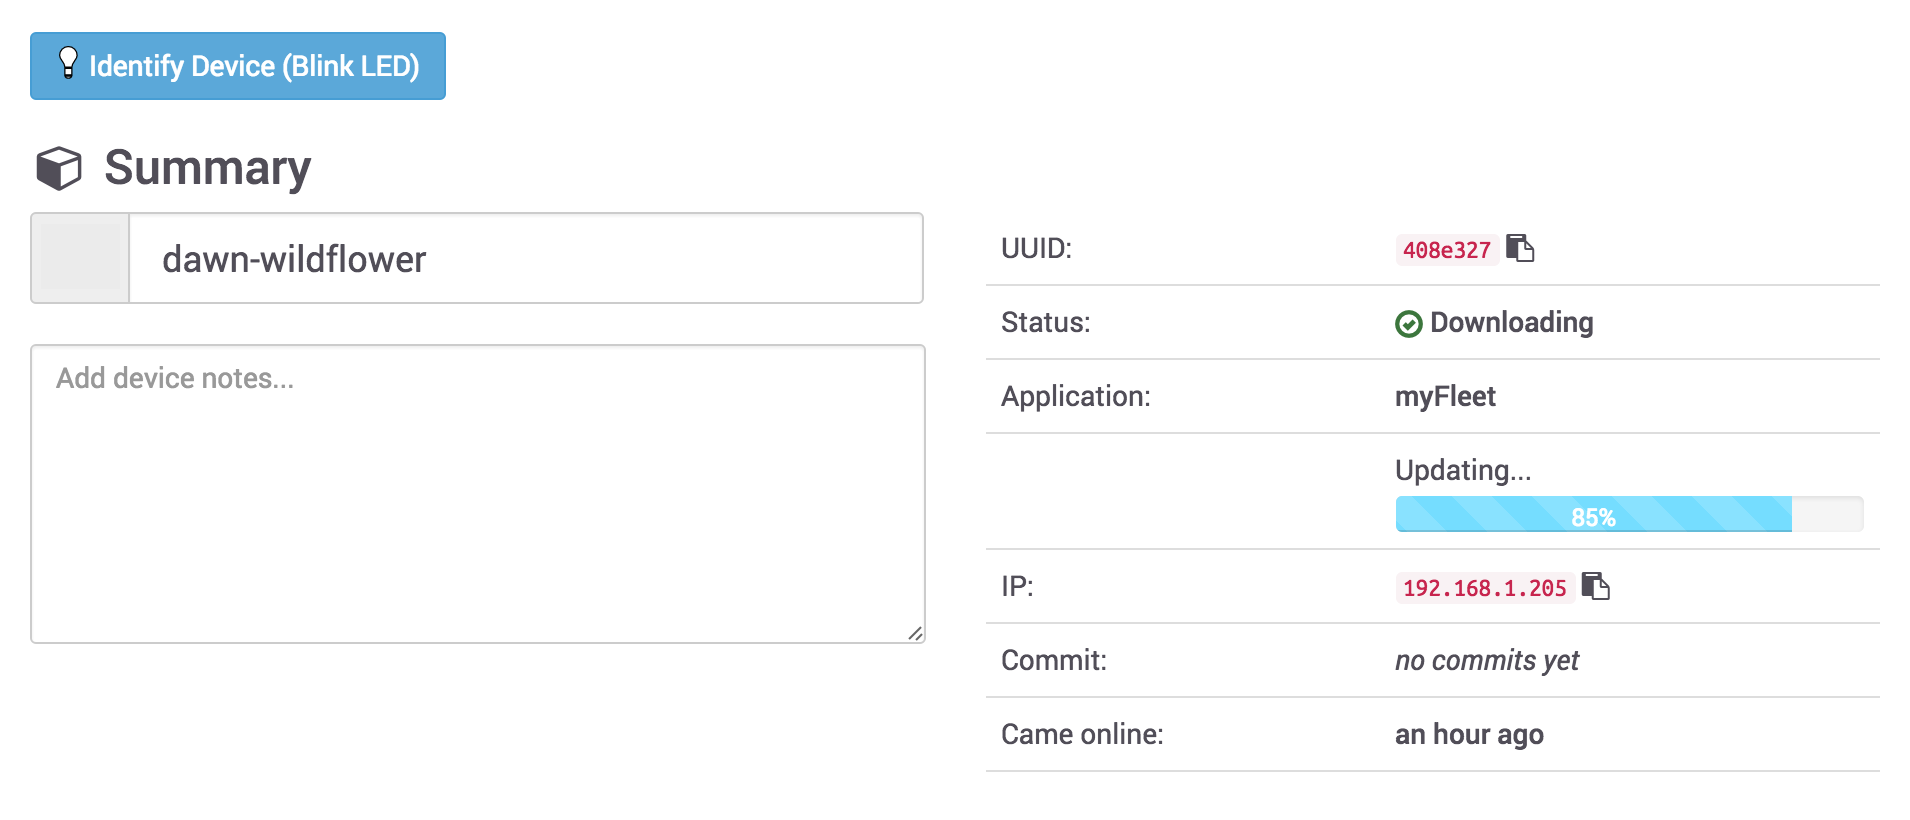 Identify Device (Blink LED)
Summary
dawn-wildflower
Add device notes...
UUID: 408e327
Status: Downloading
Application: myFleet
Updating...
85%
IP: 192.168.1.205
Commit: no commits yet
Came online: an hour ago